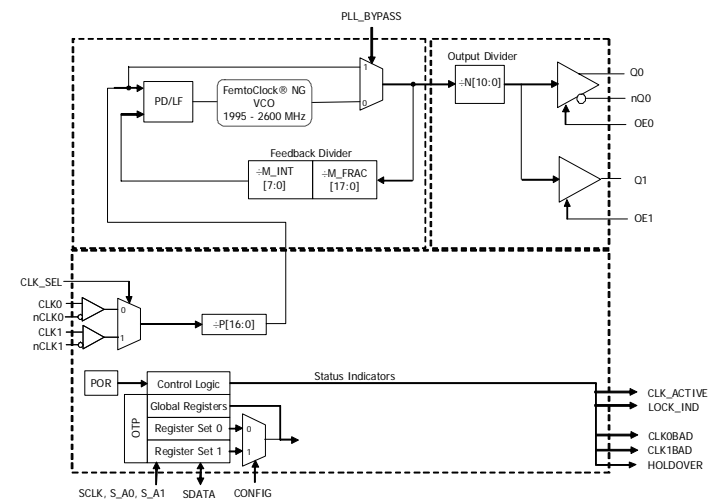 PLL_BYPASS
Output Divider
÷N[10:0]
Q0
nQ0
OE0
Q1
OE1
1
0
PD/LF
FemtoClock® NG
VCO
1995 - 2600 MHz
Feedback Divider
÷M_INT
[7:0]
÷M_FRAC
[17:0]
CLK_SEL
CLK0
nCLK0
CLK1
nCLK1
0
1
÷P[16:0]
POR
Control Logic
Status Indicators
Global Registers
OTP
Register Set 0
Register Set 1
0
1
CLK_ACTIVE
LOCK_IND
CLK0BAD
CLK1BAD
HOLDOVER
SCLK, S_A0, S_A1
SDATA
CONFIG